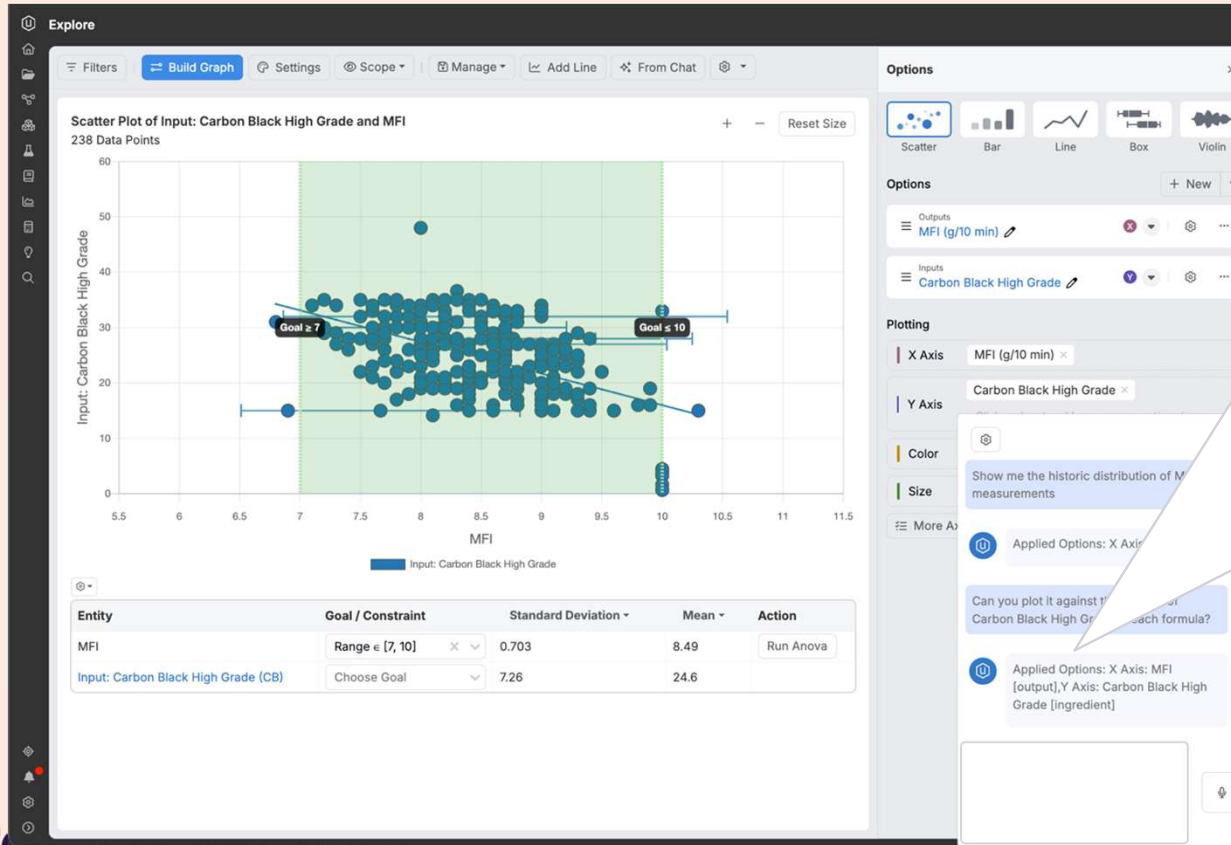 Explore
Filters
Build Graph
Settings
Scope
Manage
Add Line
From Chat
Scatter Plot of Input: Carbon Black High Grade and MFI
238 Data Points
+ − Reset Size
Input: Carbon Black High Grade
60
50
40
30
20
10
0
Goal ≥ 7
Goal ≤ 10
5.5 6 6.5 7 7.5 8 8.5 9 9.5 10 10.5 11 11.5
MFI
Input: Carbon Black High Grade
Entity Goal / Constraint Standard Deviation Mean Action
MFI Range ∈ [7, 10] 0.703 8.49 Run Anova
Input: Carbon Black High Grade (CB) Choose Goal 7.26 24.6
Options
Scatter Bar Line Box Violin
Options + New
Outputs
MFI (g/10 min) X
Inputs
Carbon Black High Grade Y
Plotting
X Axis MFI (g/10 min) ×
Carbon Black High Grade ×
Y Axis
Color
Size
More
Show me the historic distribution of
measurements
Applied Options: X
Can you plot it against
Carbon Black High formula?
Applied Options: X Axis: MFI
[output],Y Axis: Carbon Black High
Grade [ingredient]